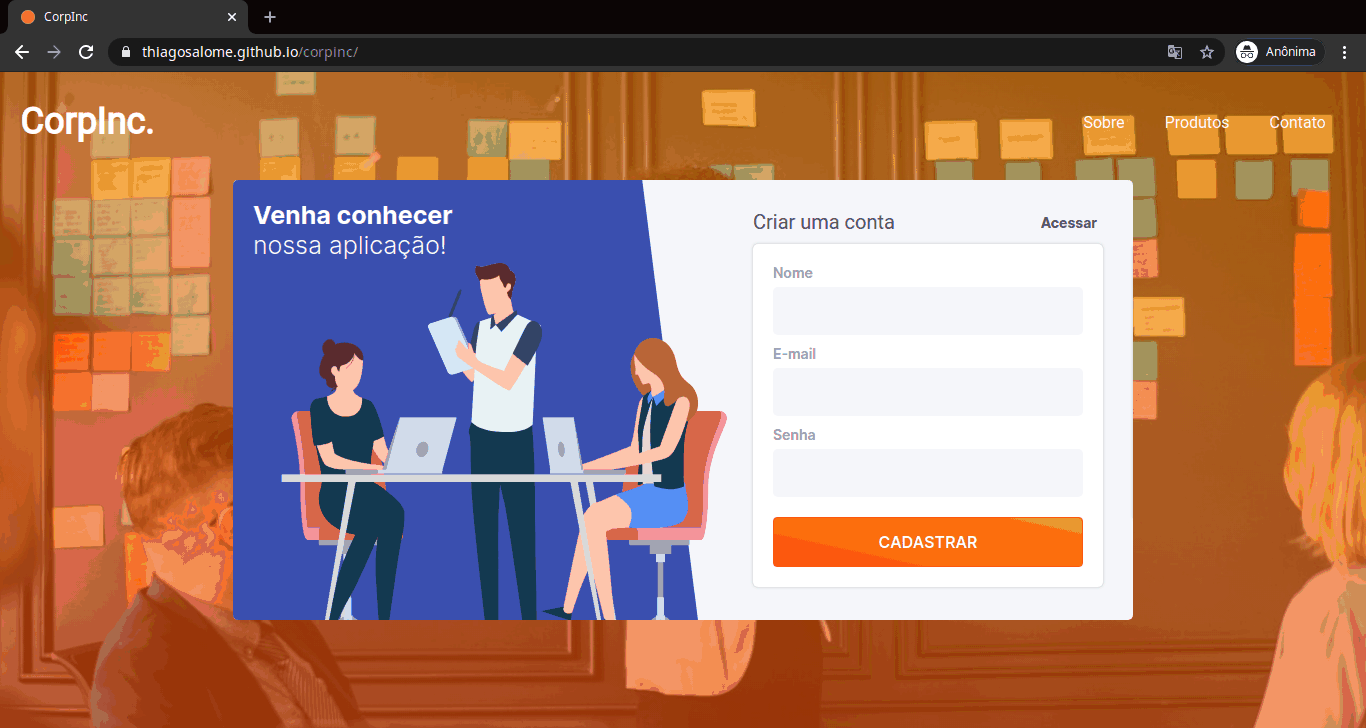 CorpInc
thiagosalome.github.io/corpinc/
Anônima
CorpInc.
Sobre
Produtos
Contato
Venha conhecer
nossa aplicação!
Criar uma conta
Acessar
Nome
E-mail
Senha
CADASTRAR